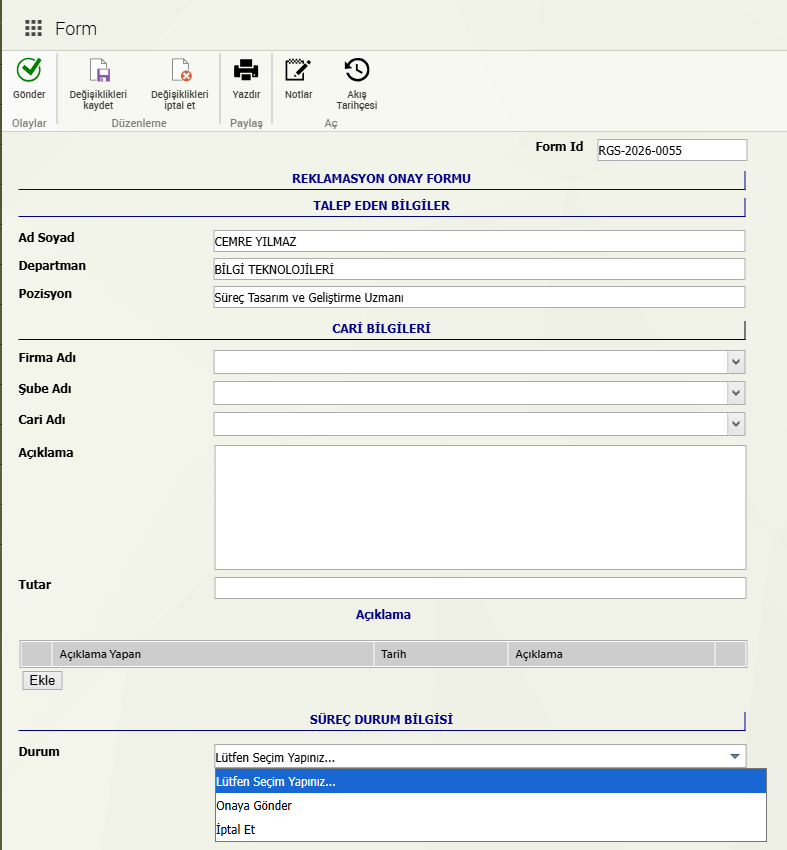 Form
Gönder
Değişiklikleri kaydet
Değişiklikleri iptal et
Yazdır
Notlar
Akış Tarihçesi
Olaylar
Düzenleme
Paylaş
Aç
Form Id RGS-2026-0055
REKLAMASYON ONAY FORMU
TALEP EDEN BİLGİLER
Ad Soyad CEMRE YILMAZ
Departman BİLGİ TEKNOLOJİLERİ
Pozisyon Süreç Tasarım ve Geliştirme Uzmanı
CARİ BİLGİLERİ
Firma Adı
Şube Adı
Cari Adı
Açıklama
Tutar
Açıklama
Açıklama Yapan Tarih Açıklama
Ekle
SÜREÇ DURUM BİLGİSİ
Durum Lütfen Seçim Yapınız...
Lütfen Seçim Yapınız...
Onaya Gönder
İptal Et